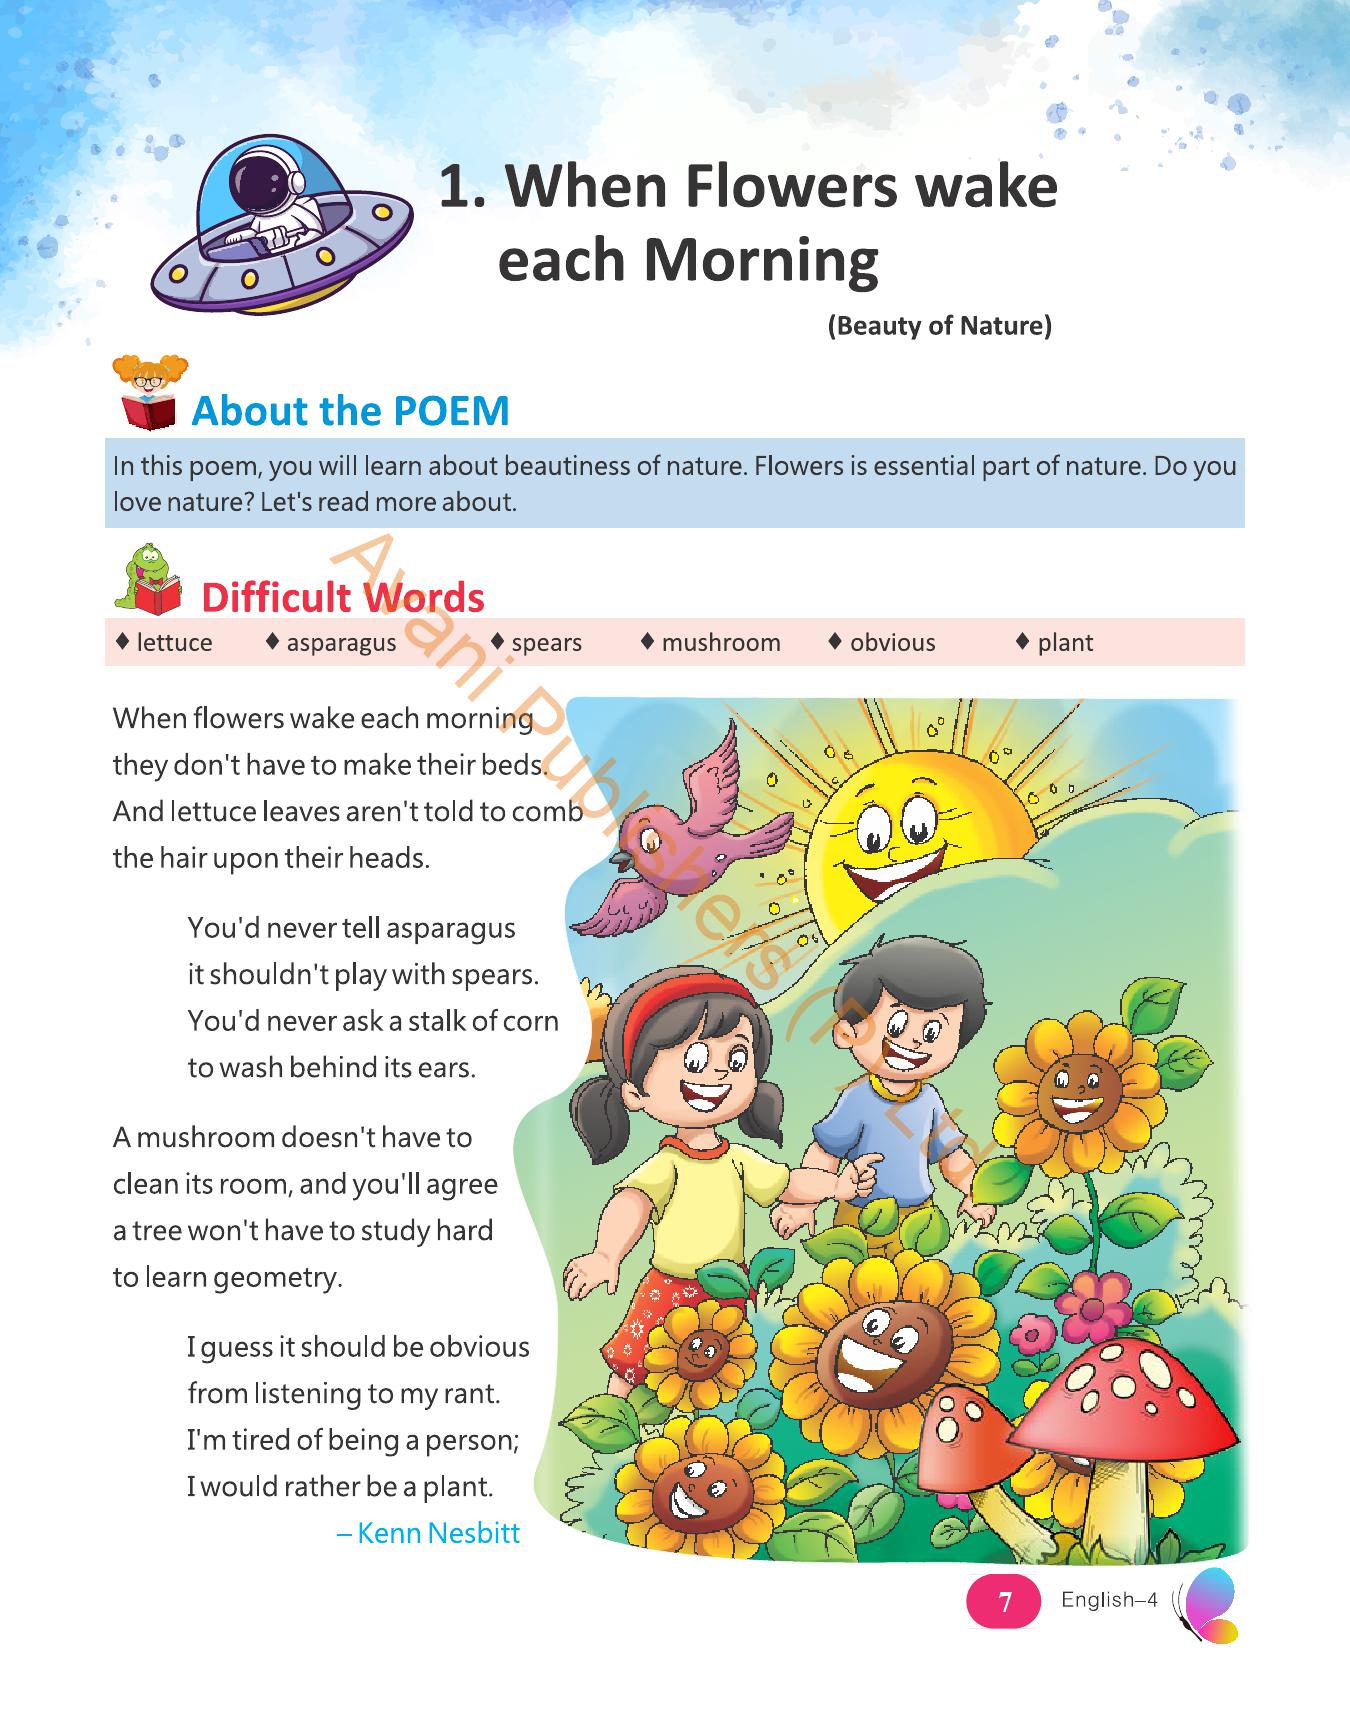 1. When Flowers wake
each Morning
(Beauty of Nature)
About the POEM
In this poem, you will learn about beautiness of nature. Flowers is essential part of nature. Do you
love nature? Let's read more about.
Difficult Words
♦ lettuce ♦ asparagus ♦ spears ♦ mushroom ♦ obvious ♦ plant
When flowers wake each morning
they don't have to make their beds.
And lettuce leaves aren't told to comb
the hair upon their heads.
You'd never tell asparagus
it shouldn't play with spears.
You'd never ask a stalk of corn
to wash behind its ears.
A mushroom doesn't have to
clean its room, and you'll agree
a tree won't have to study hard
to learn geometry.
I guess it should be obvious
from listening to my rant.
I'm tired of being a person;
I would rather be a plant.
– Kenn Nesbitt
Avani Publishers (P) Ltd
7 English–4